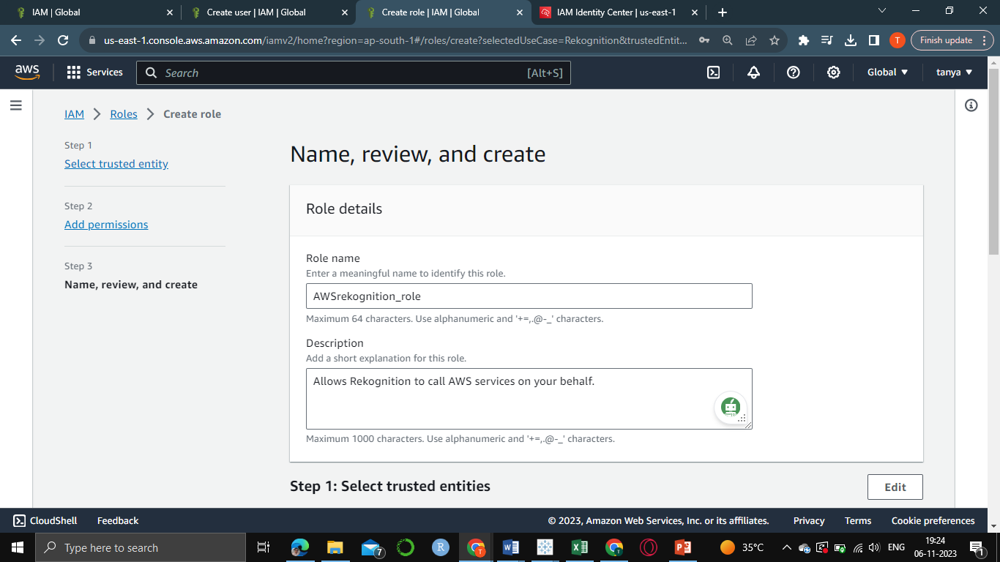 IAM | Global
Create user | IAM | Global
Create role | IAM | Global
IAM Identity Center | us-east-1
us-east-1.console.aws.amazon.com/iamv2/home?region=ap-south-1#/roles/create?selectedUseCase=Rekognition&trustedEntit...
T
Finish update
aws
Services
Search
[Alt+S]
Global
tanya
IAM
Roles
Create role
Step 1
Select trusted entity
Step 2
Add permissions
Step 3
Name, review, and create
Name, review, and create
Role details
Role name
Enter a meaningful name to identify this role.
AWSrekognition_role
Maximum 64 characters. Use alphanumeric and '+=,.@-_' characters.
Description
Add a short explanation for this role.
Allows Rekognition to call AWS services on your behalf.
Maximum 1000 characters. Use alphanumeric and '+=,.@-_' characters.
Step 1: Select trusted entities
Edit
CloudShell
Feedback
© 2023, Amazon Web Services, Inc. or its affiliates.
Privacy
Terms
Cookie preferences
Type here to search
7
R
T
W
X
P
35°C
ENG
19:24
06-11-2023
1